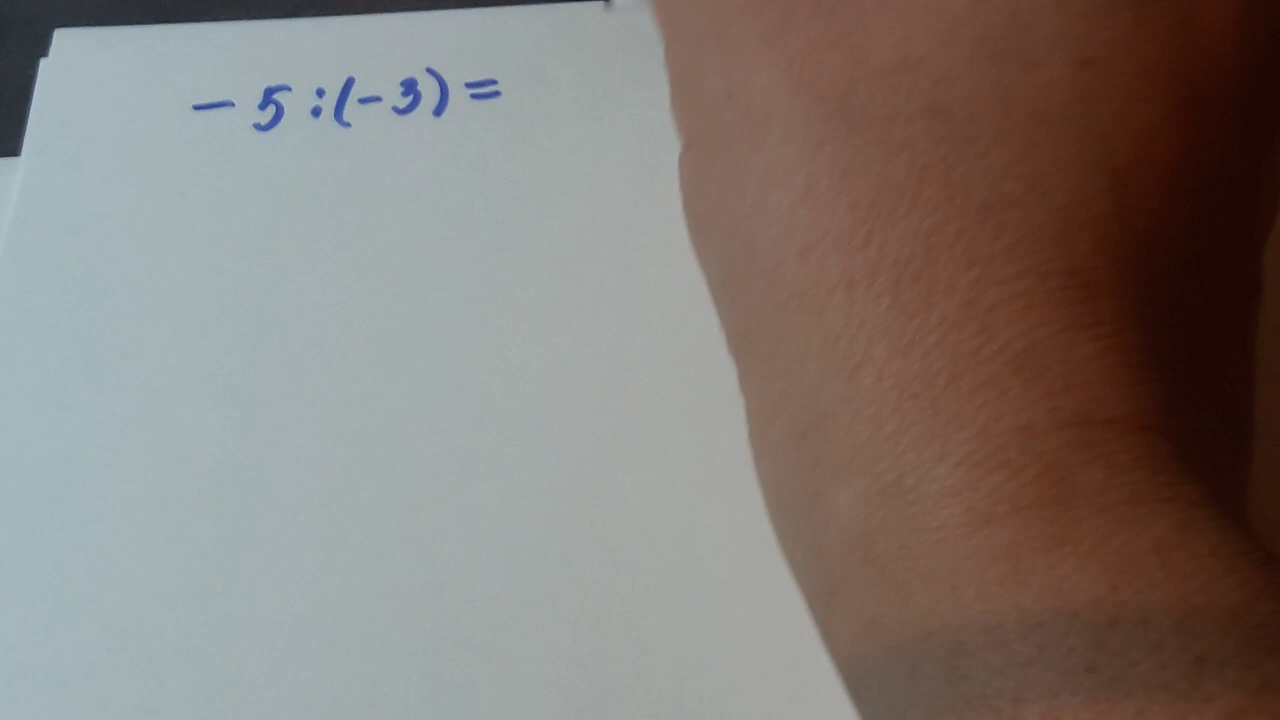 - 5 : (-3) =